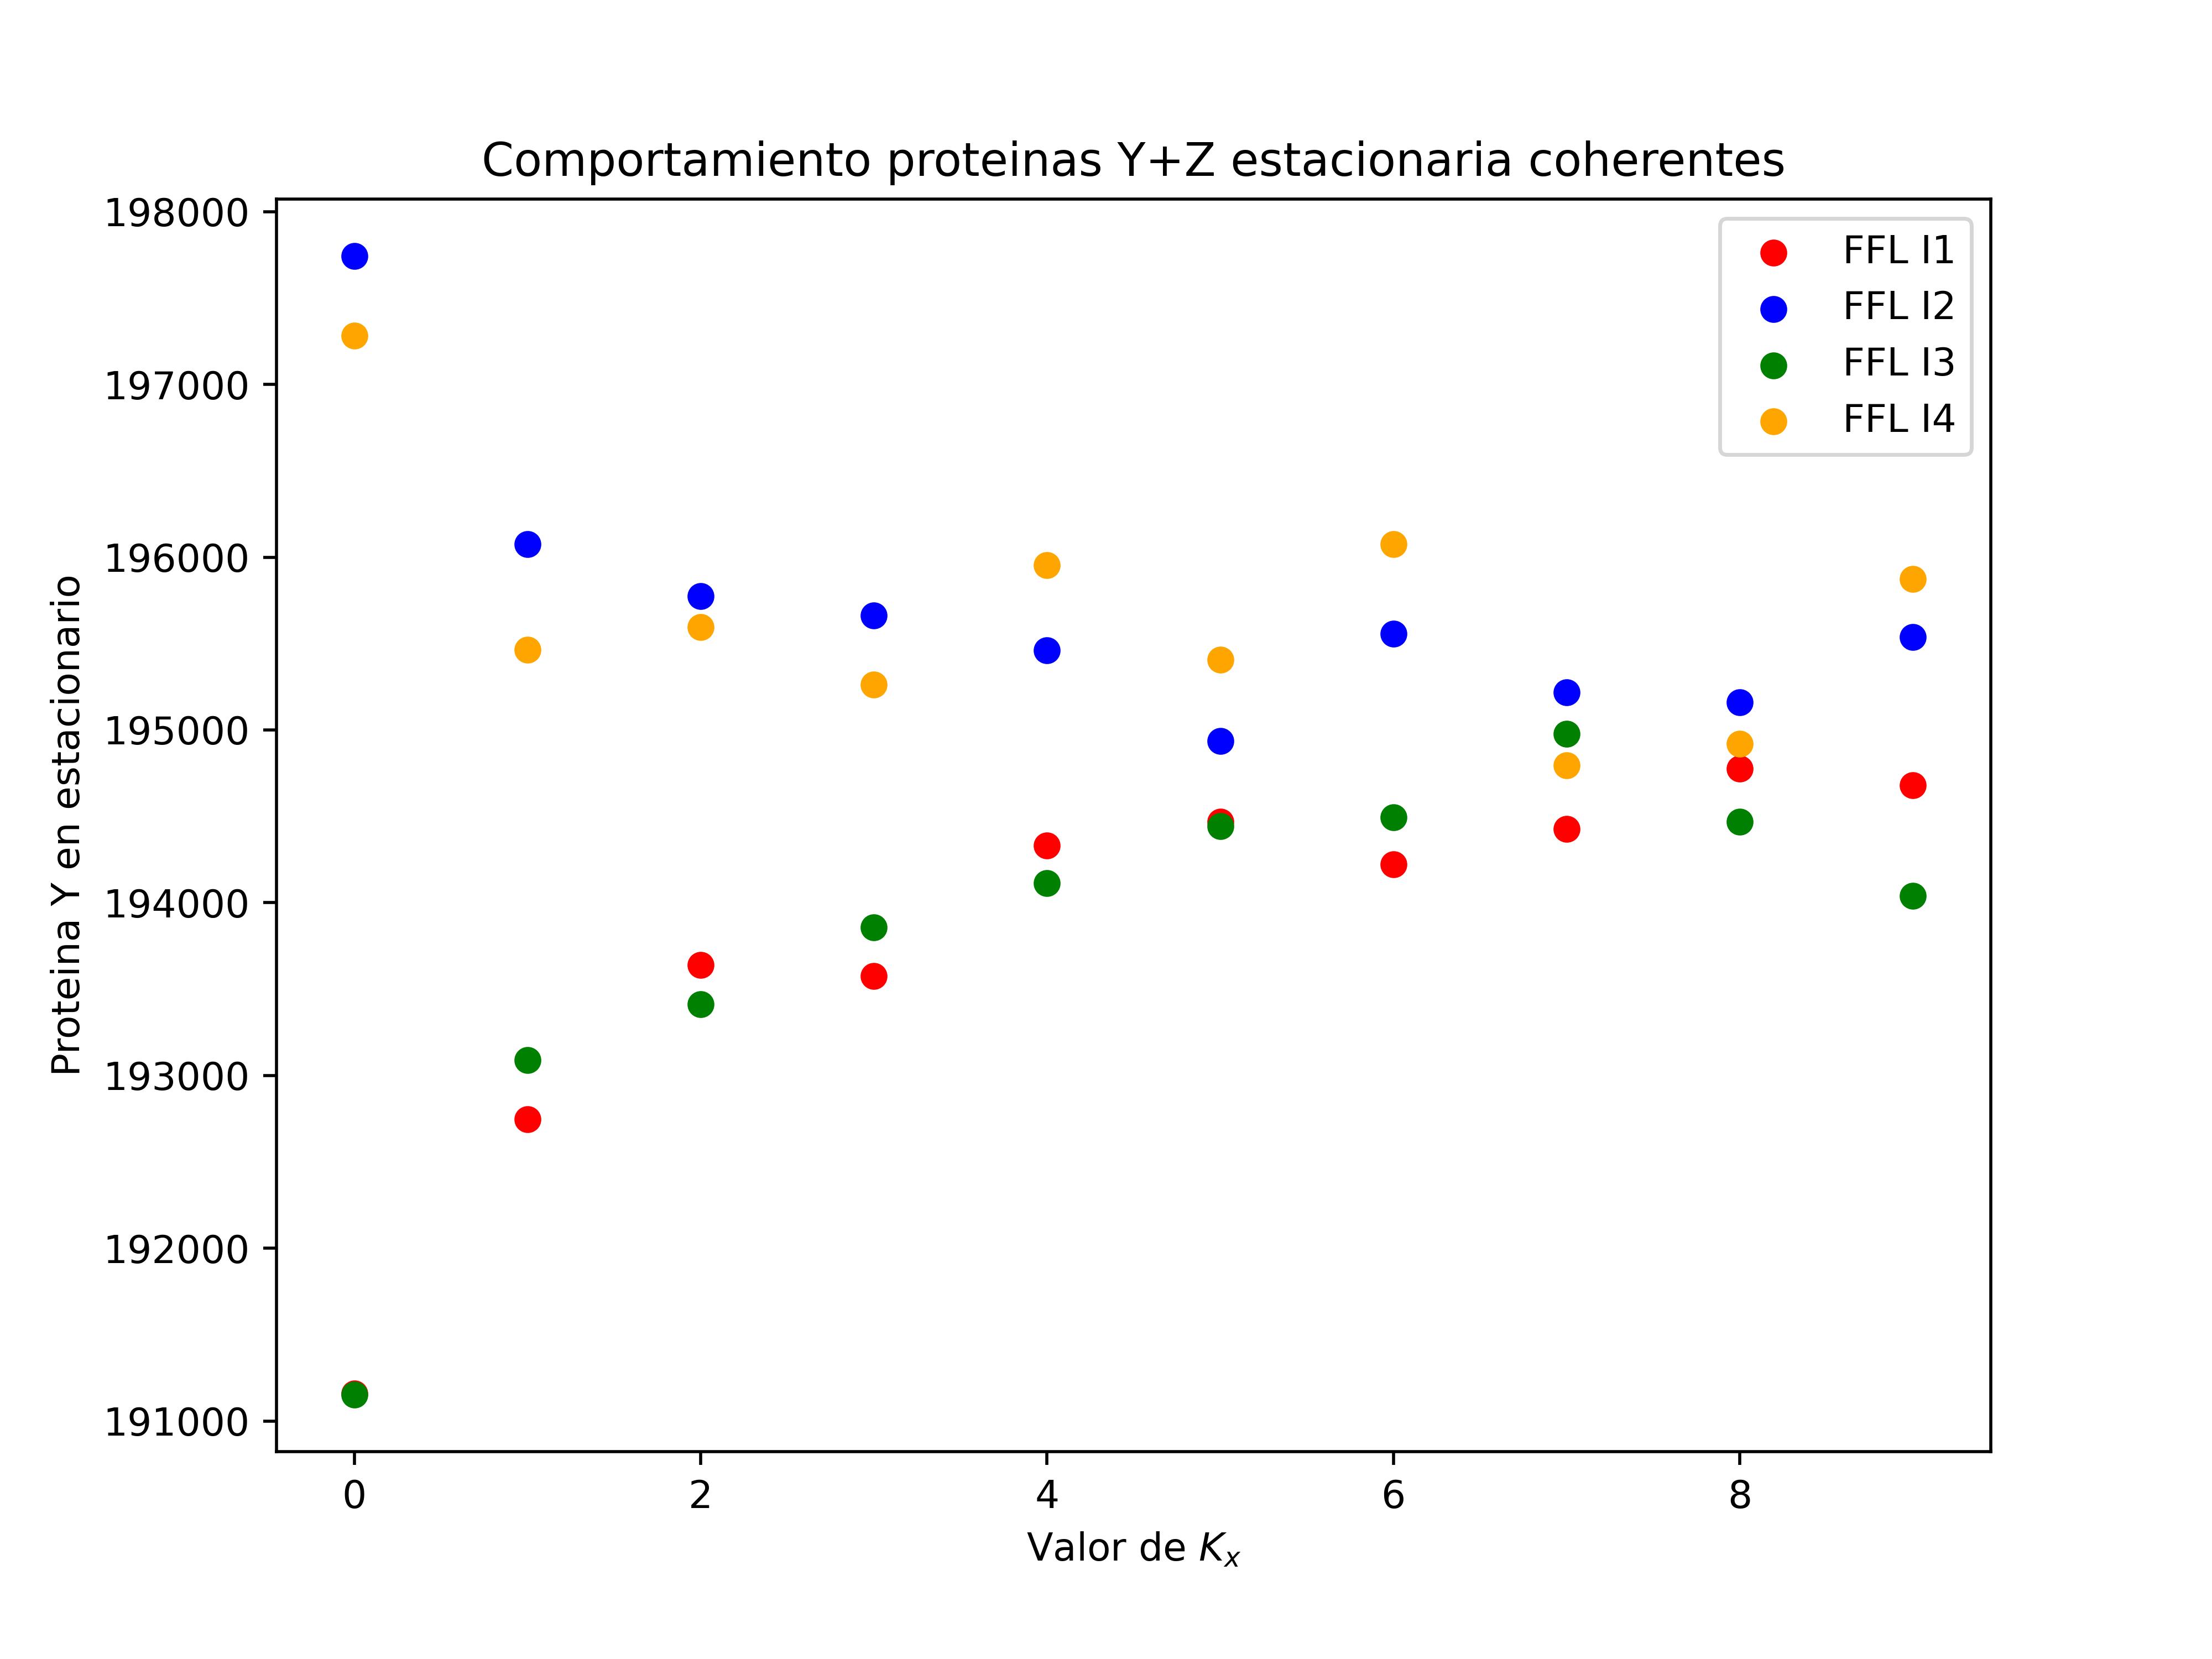 Comportamiento proteinas Y+Z estacionaria coherentes
198000
197000
196000
195000
194000
193000
192000
191000
Proteina Y en estacionario
FFL I1
FFL I2
FFL I3
FFL I4
0 2 4 6 8
Valor de Kx